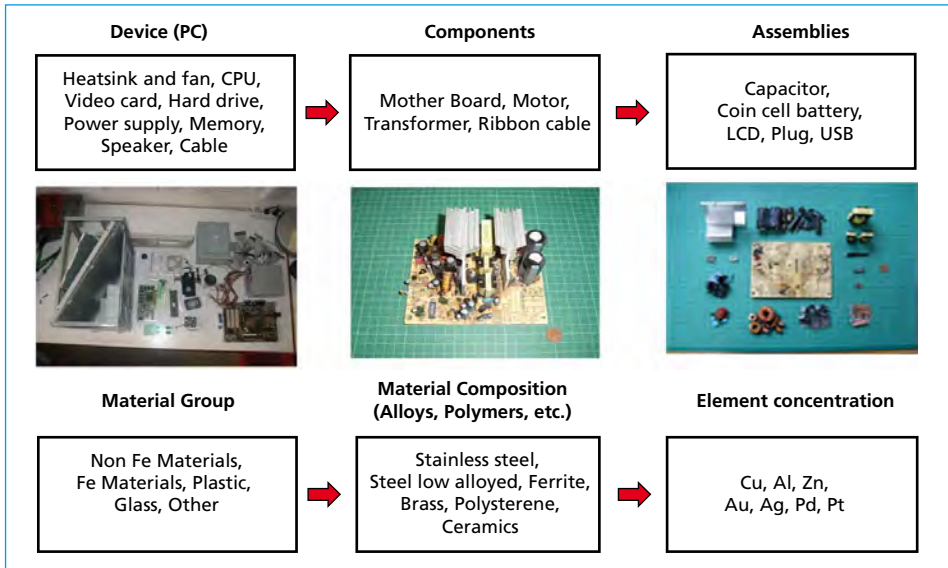 Device (PC)
Heatsink and fan, CPU,
Video card, Hard drive,
Power supply, Memory,
Speaker, Cable
Components
Mother Board, Motor,
Transformer, Ribbon cable
Assemblies
Capacitor,
Coin cell battery,
LCD, Plug, USB
Material Group
Non Fe Materials,
Fe Materials, Plastic,
Glass, Other
Material Composition
(Alloys, Polymers, etc.)
Stainless steel,
Steel low alloyed, Ferrite,
Brass, Polysterene,
Ceramics
Element concentration
Cu, Al, Zn,
Au, Ag, Pd, Pt